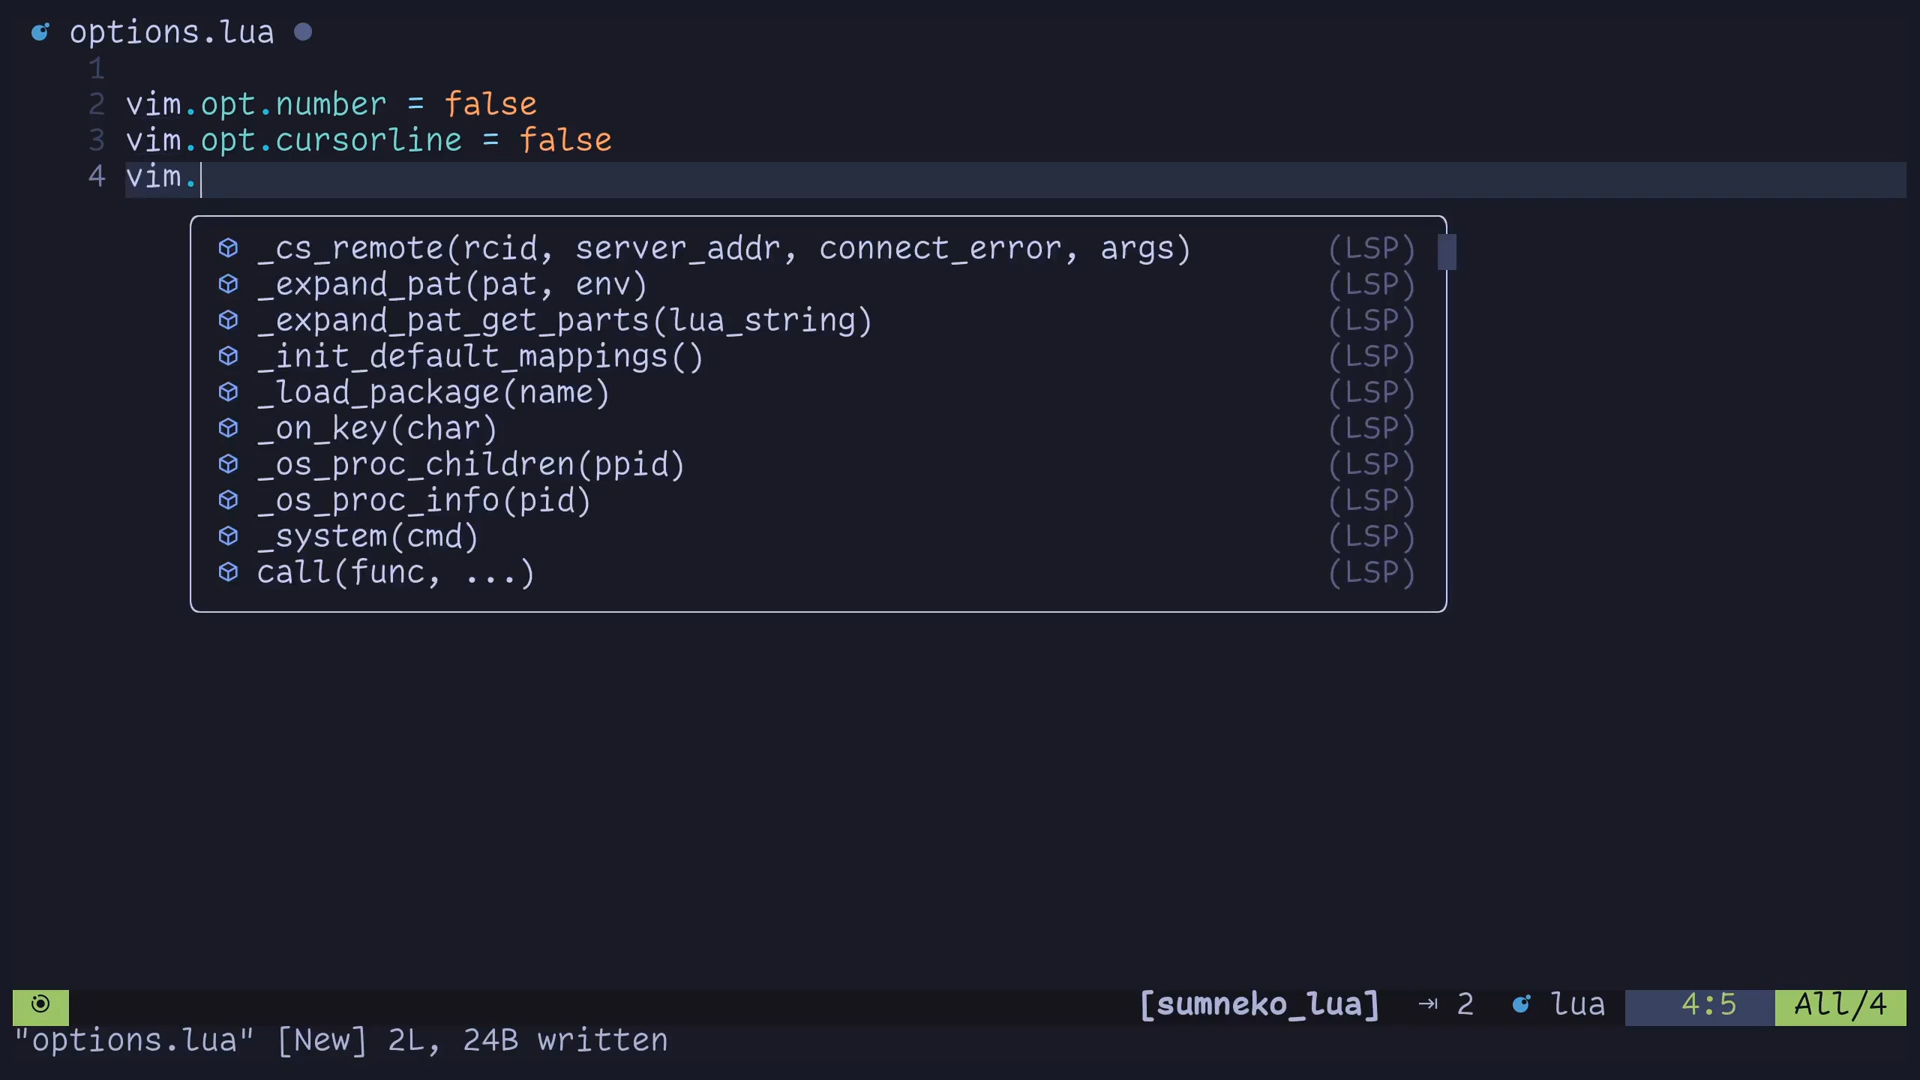 options.lua
1
2 vim.opt.number = false
3 vim.opt.cursorline = false
4 vim.
_cs_remote(rcid, server_addr, connect_error, args) (LSP)
_expand_pat(pat, env) (LSP)
_expand_pat_get_parts(lua_string) (LSP)
_init_default_mappings() (LSP)
_load_package(name) (LSP)
_on_key(char) (LSP)
_os_proc_children(ppid) (LSP)
_os_proc_info(pid) (LSP)
_system(cmd) (LSP)
call(func, ...) (LSP)
[sumneko_lua] ⇥ 2 lua 4:5 All/4
"options.lua" [New] 2L, 24B written